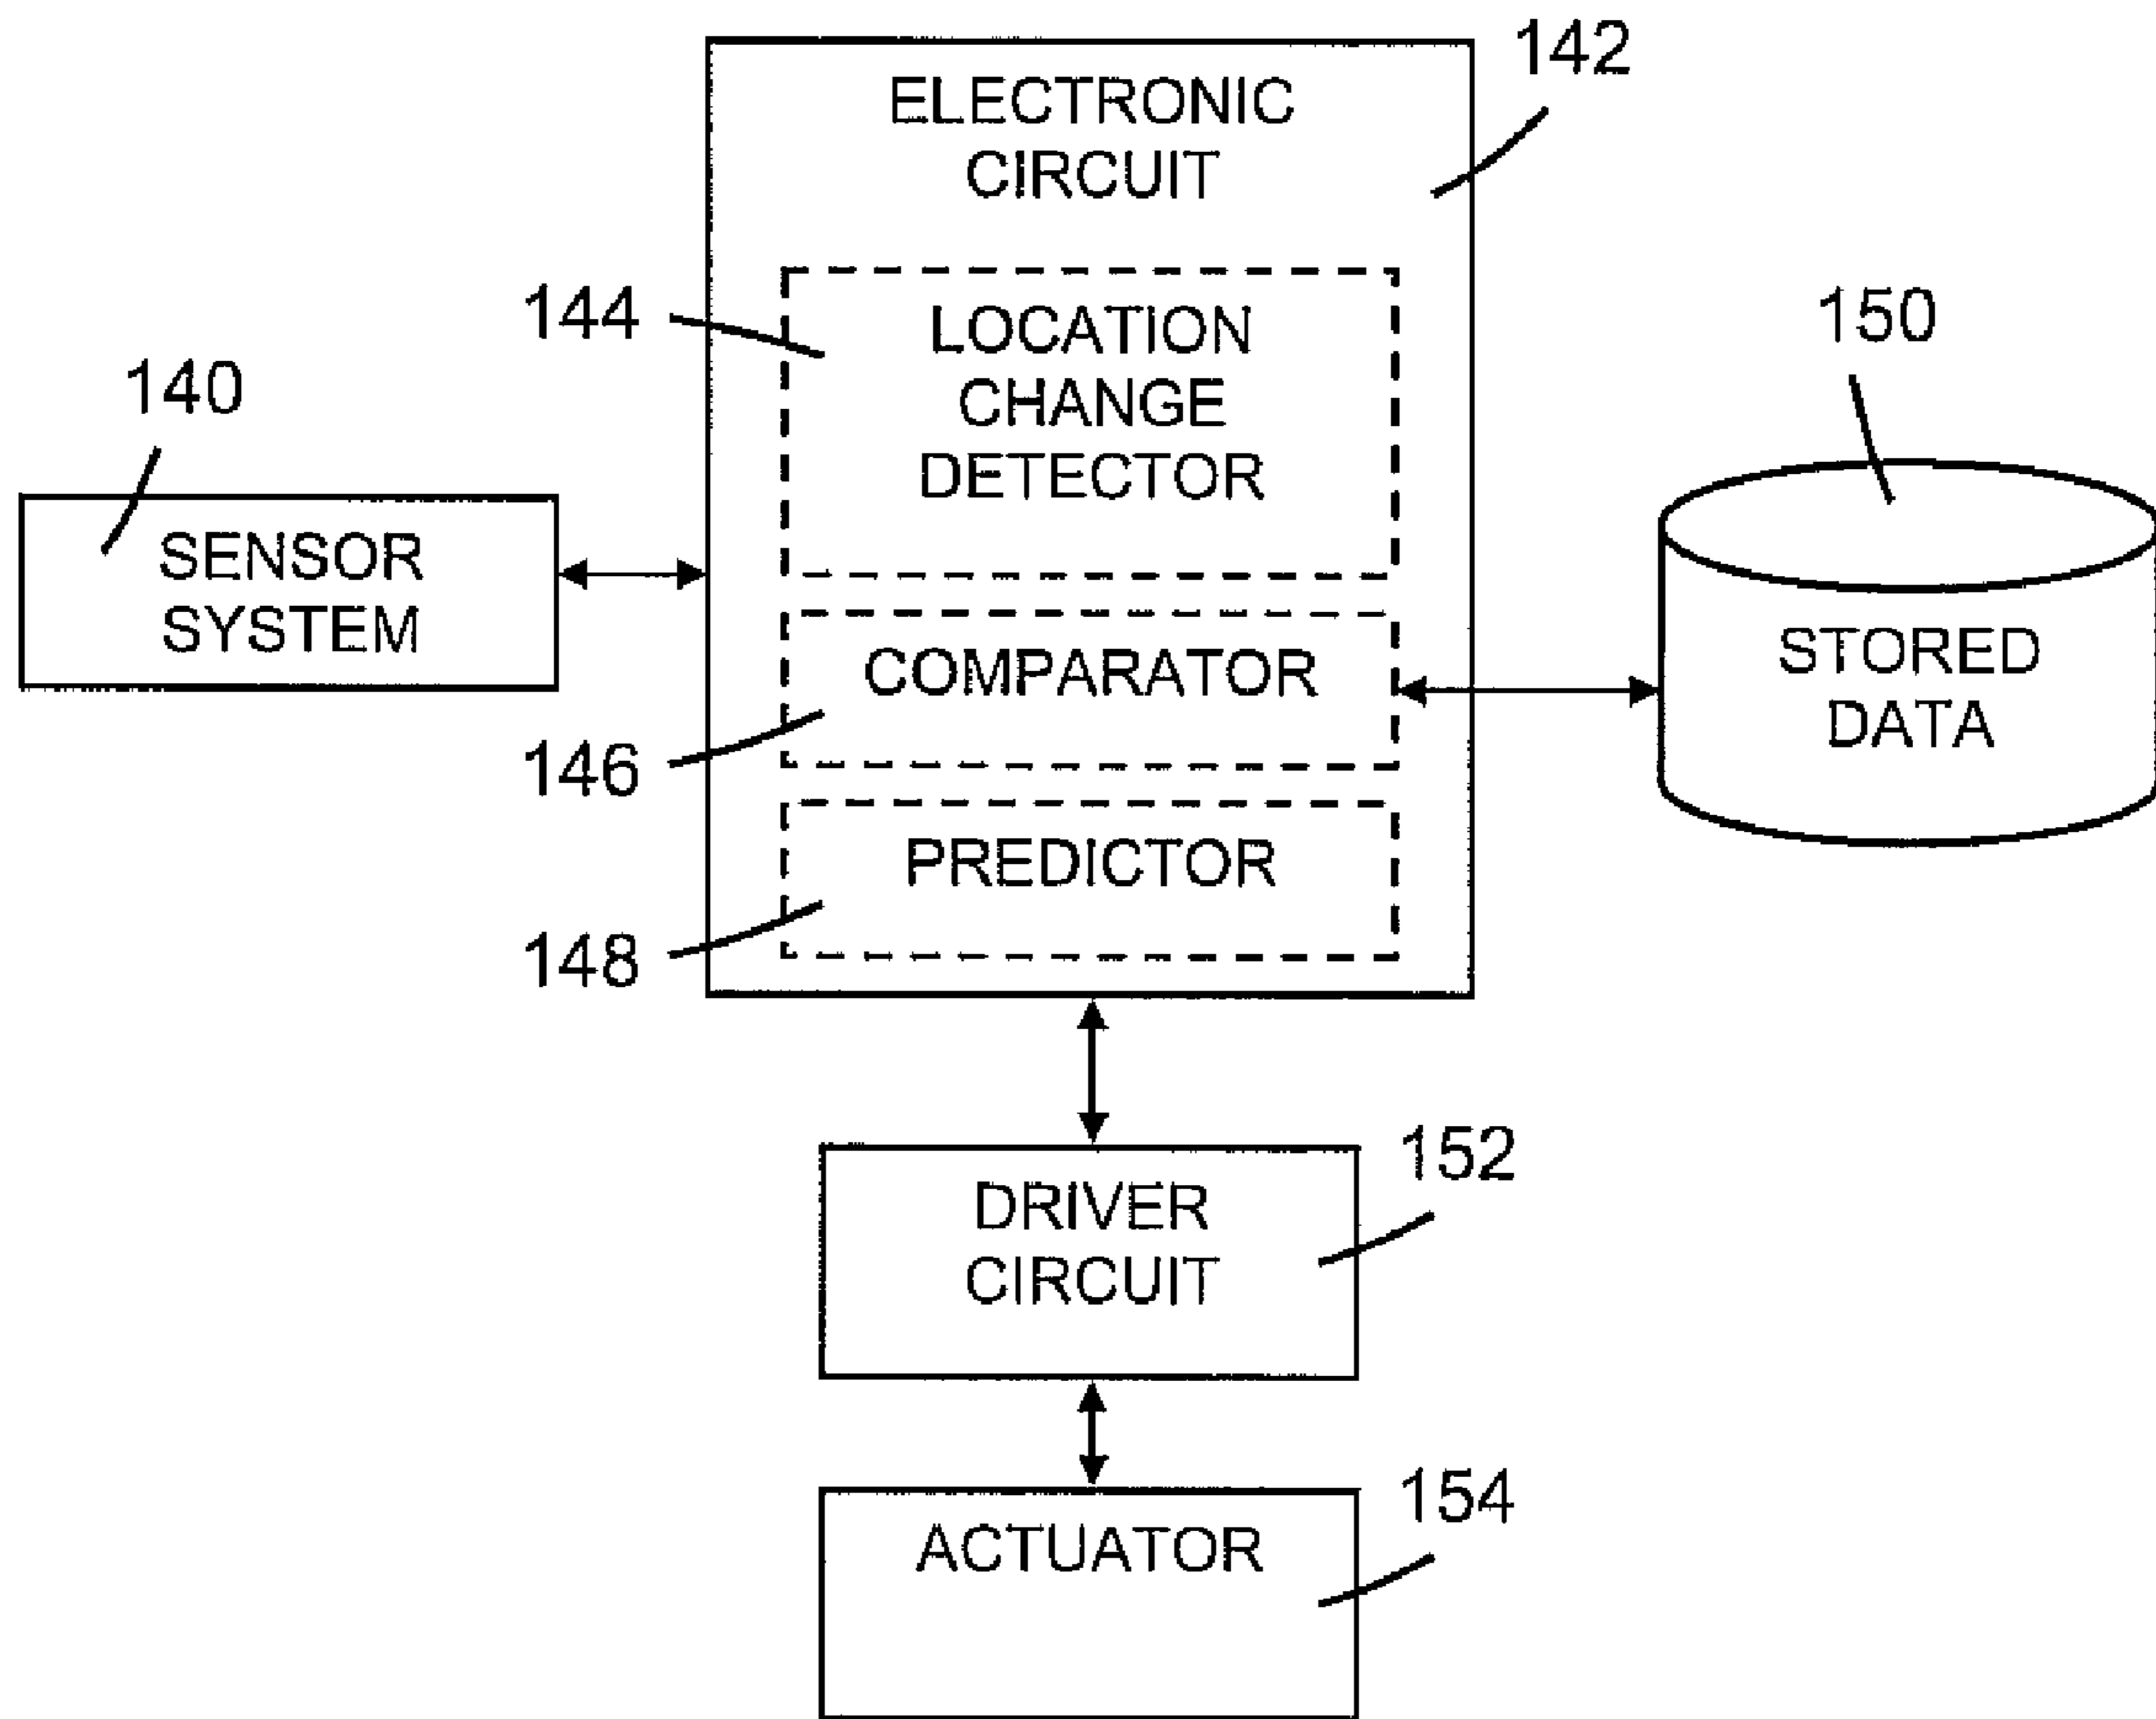 142
ELECTRONIC
CIRCUIT
144
LOCATION
CHANGE
DETECTOR
150
140
SENSOR
SYSTEM
COMPARATOR
STORED
DATA
146
PREDICTOR
148
152
DRIVER
CIRCUIT
154
ACTUATOR